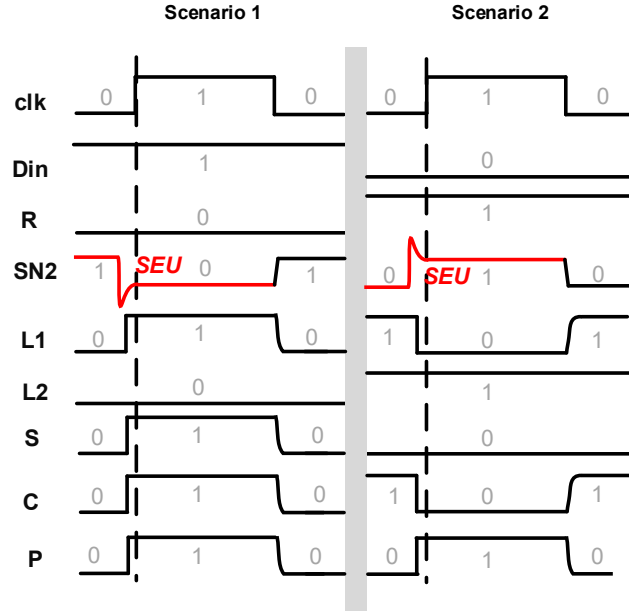 Scenario 1 Scenario 2
clk 0 1 0 0 1 0
Din 1 0
R 0 1
SN2 1 SEU 0 1 0 SEU 1 0
L1 0 1 0 1 0 1
L2 0 1
S 0 1 0 0
C 0 1 0 1 0 1
P 0 1 0 0 1 0